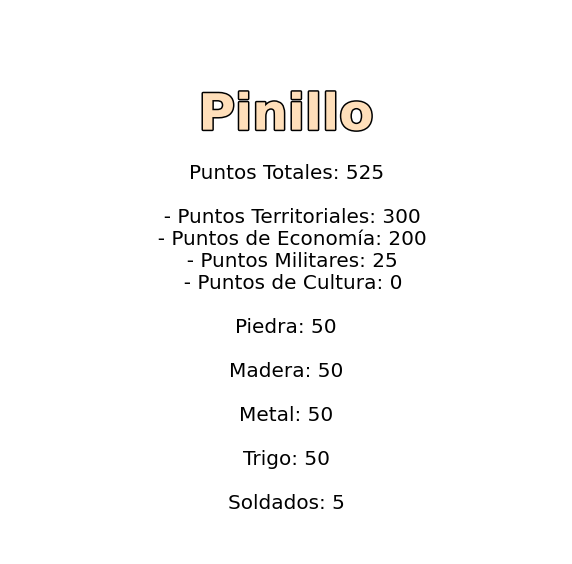 Pinillo
Puntos Totales: 525
- Puntos Territoriales: 300
- Puntos de Economía: 200
- Puntos Militares: 25
- Puntos de Cultura: 0
Piedra: 50
Madera: 50
Metal: 50
Trigo: 50
Soldados: 5